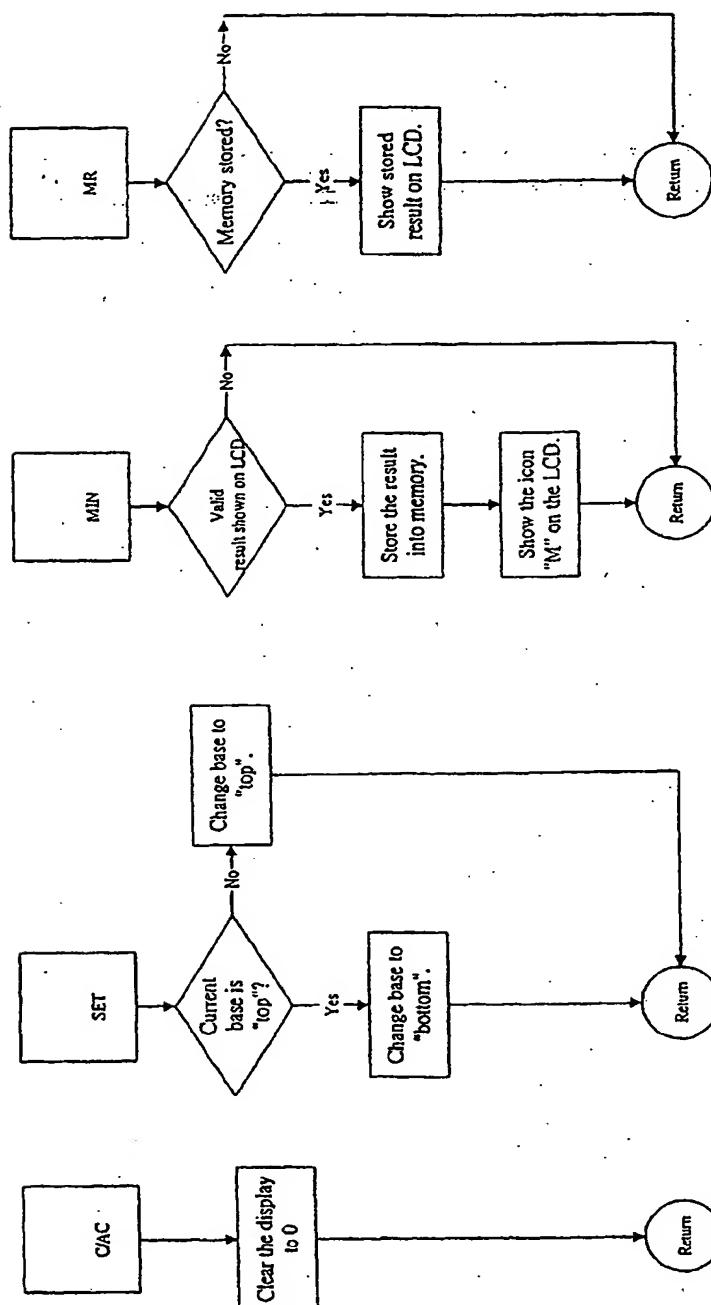 C/AC
Clear the display
to 0
Return
SET
Current
base is
"top"?
No
Change base to
"top".
Yes
Change base to
"bottom".
Return
MIN
Valid
result shown on LCD
No
Yes
Store the result
into memory.
Show the icon
"M" on the LCD.
Return
MR
Memory stored?
No
Yes
Show stored
result on LCD.
Return